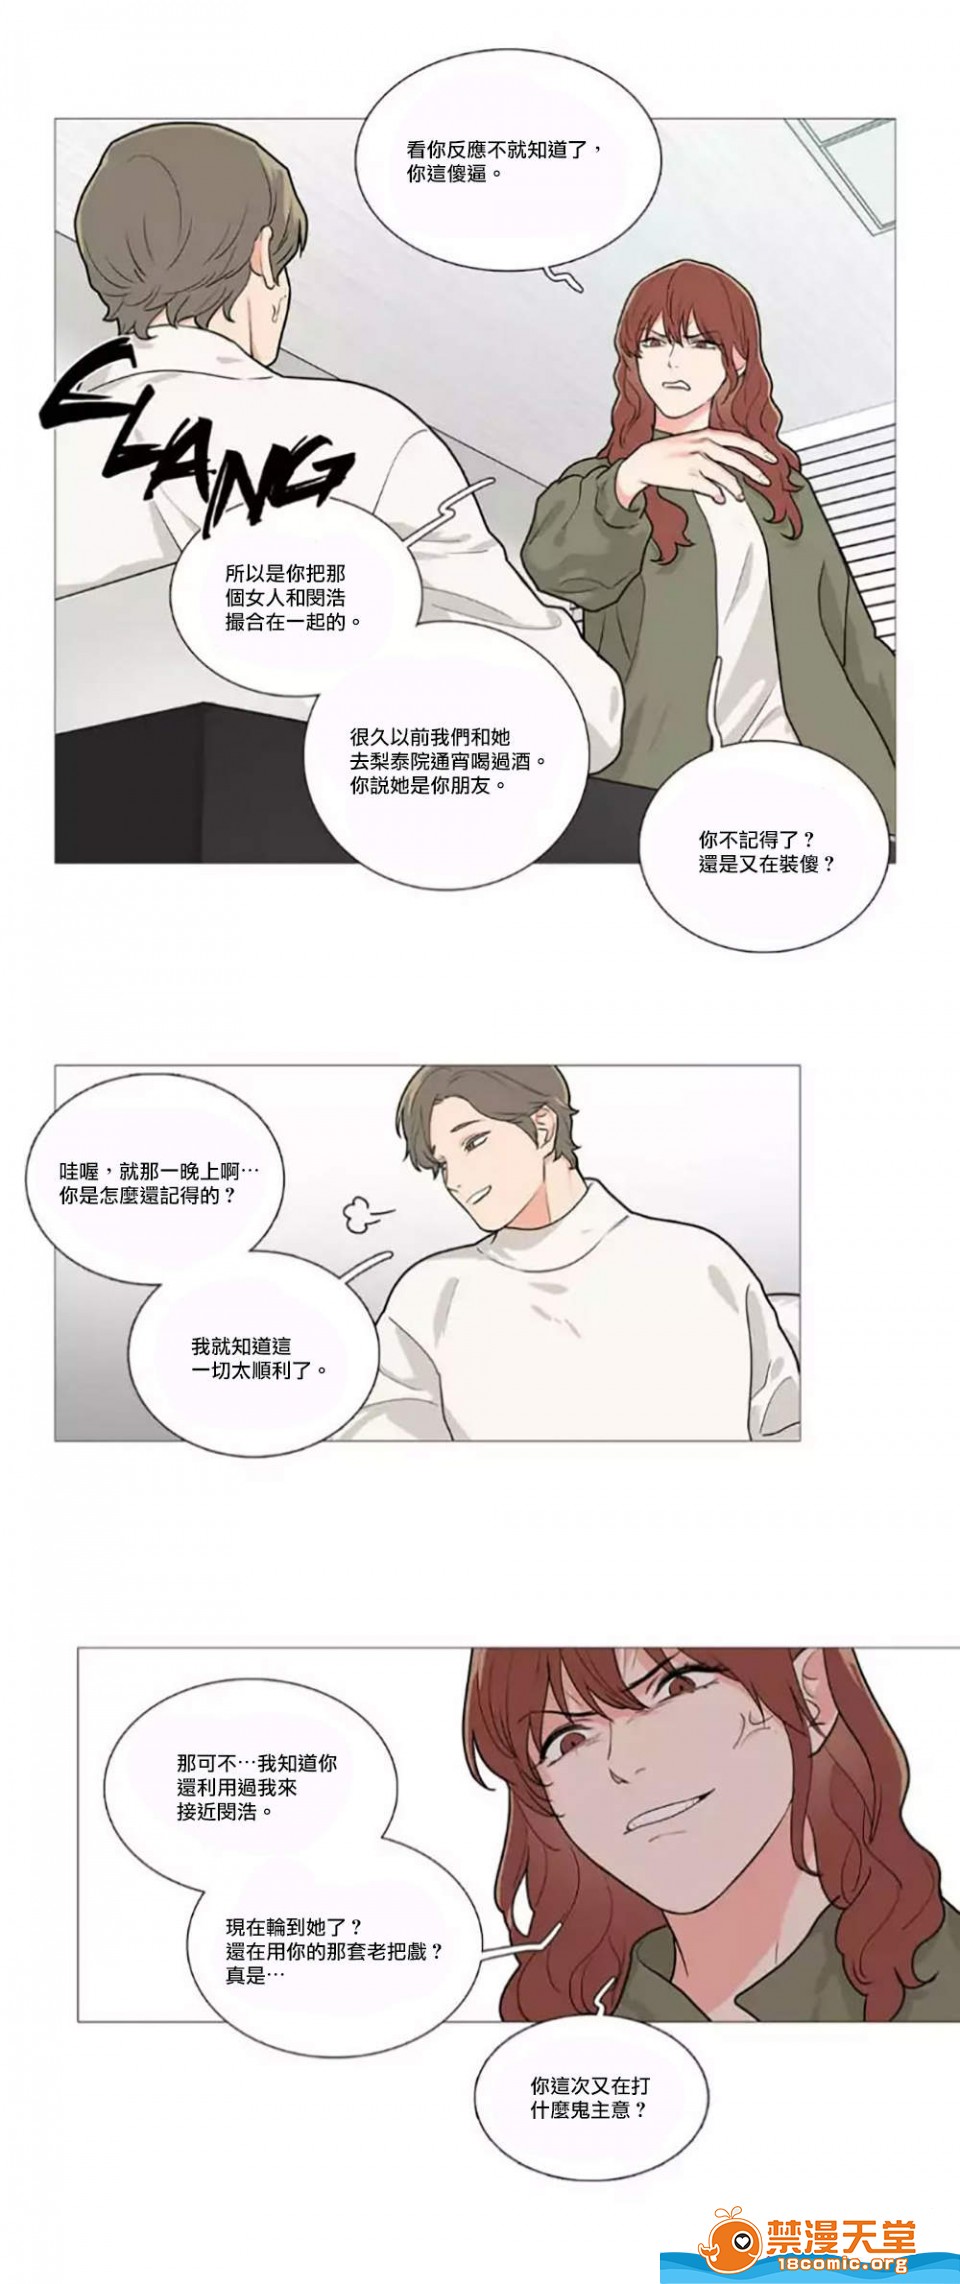 看你反應不就知道了，
你這傻逼。
CLANG
所以是你把那
個女人和閔浩
撮合在一起的。
很久以前我們和她
去梨泰院通宵喝過酒。
你説她是你朋友。
你不記得了？
還是又在裝傻？
哇喔，就那一晚上啊…
你是怎麼還記得的？
我就知道這
一切太順利了。
那可不…我知道你
還利用過我來
接近閔浩。
現在輪到她了？
還在用你的那套老把戲？
真是…
你這次又在打
什麼鬼主意？
禁漫天堂
18comic.org